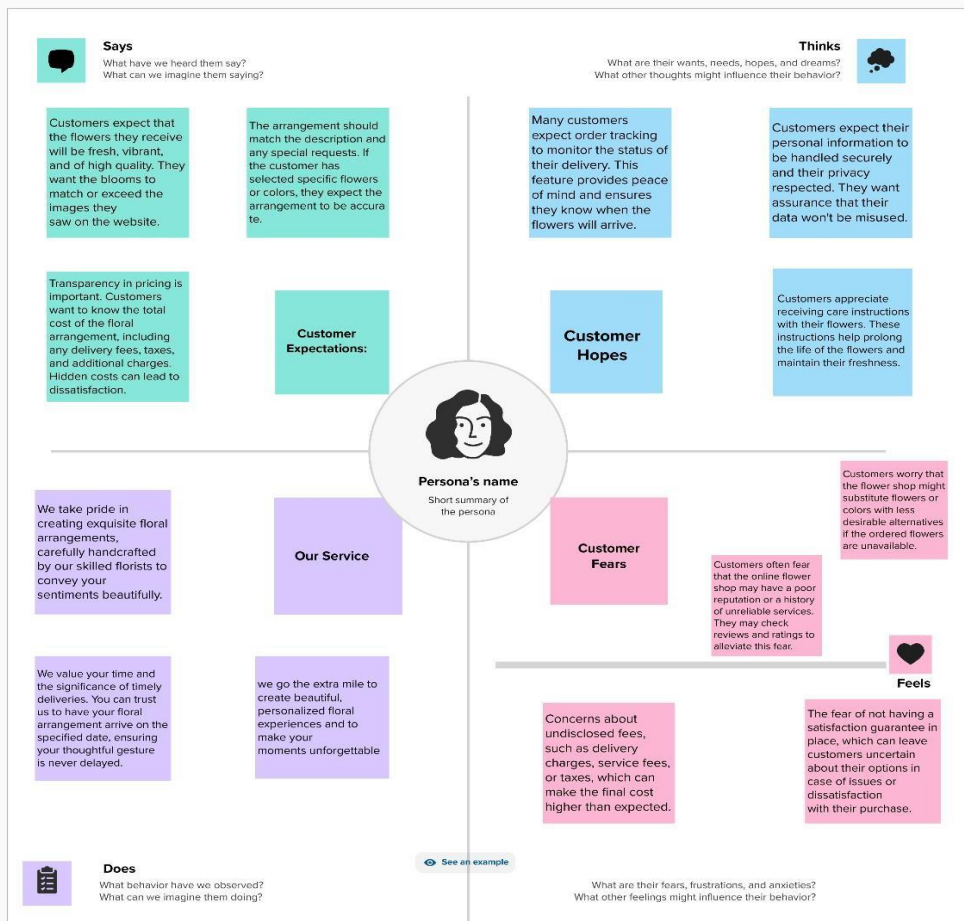 Says
What have we heard them say?
What can we imagine them saying?
Thinks
What are their wants, needs, hopes, and dreams?
What other thoughts might influence their behavior?
Customers expect that
the flowers they receive
will be fresh, vibrant,
and of high quality. They
want the blooms to
match or exceed the
images they
saw on the website.
The arrangement should
match the description and
any special requests. If
the customer has
selected specific flowers
or colors, they expect the
arrangement to be accura
te.
Many customers
expect order tracking
to monitor the status of
their delivery. This
feature provides peace
of mind and ensures
they know when the
flowers will arrive.
Customers expect their
personal information to
be handled securely
and their privacy
respected. They want
assurance that their
data won't be misused.
Transparency in pricing is
important. Customers
want to know the total
cost of the floral
arrangement, including
any delivery fees, taxes,
and additional charges.
Hidden costs can lead to
dissatisfaction.
Customer
Expectations:
Customer
Hopes
Customers appreciate
receiving care instructions
with their flowers. These
instructions help prolong
the life of the flowers and
maintain their freshness.
Persona's name
Short summary of
the persona
We take pride in
creating exquisite floral
arrangements,
carefully handcrafted
by our skilled florists to
convey your
sentiments beautifully.
Our Service
Customer
Fears
Customers often fear
that the online flower
shop may have a poor
reputation or a history
of unreliable services.
They may check
reviews and ratings to
alleviate this fear.
Customers worry that
the flower shop might
substitute flowers or
colors with less
desirable alternatives
if the ordered flowers
are unavailable.
Feels
We value your time and
the significance of timely
deliveries. You can trust
us to have your floral
arrangement arrive on the
specified date, ensuring
your thoughtful gesture
is never delayed.
we go the extra mile to
create beautiful,
personalized floral
experiences and to
make your
moments unforgettable
Concerns about
undisclosed fees,
such as delivery
charges, service fees,
or taxes, which can
make the final cost
higher than expected.
The fear of not having a
satisfaction guarantee in
place, which can leave
customers uncertain
about their options in
case of issues or
dissatisfaction
with their purchase.
See an example
Does
What behavior have we observed?
What can we imagine them doing?
What are their fears, frustrations, and anxieties?
What other feelings might influence their behavior?